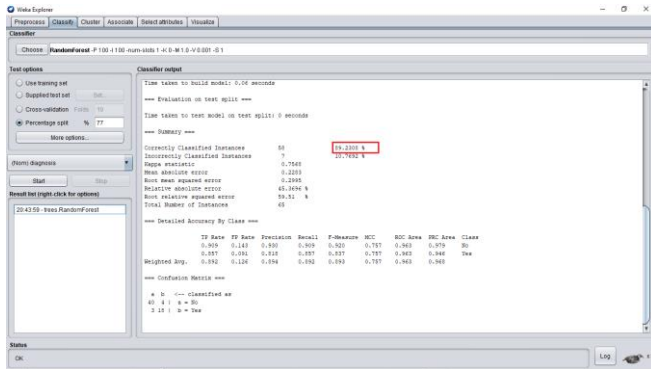 Weka Explorer
Preprocess Classify Cluster Associate Select attributes Visualize
Classifier
Choose RandomForest -P 100 -I 100 -num-slots 1 -K 0 -M 1.0 -V 0.001 -S 1
Test options
Use training set
Supplied test set Set...
Cross-validation Folds 10
Percentage split % 77
More options...
(Nom) diagnosis
Start Stop
Result list (right-click for options)
20:43:59 - trees.RandomForest
Classifier output
Time taken to build model: 0.06 seconds
=== Evaluation on test split ===
Time taken to test model on test split: 0 seconds
=== Summary ===
Correctly Classified Instances 58 89.2308 %
Incorrectly Classified Instances 7 10.7692 %
Kappa statistic
Mean absolute error
Root mean squared error 0.2995
Relative absolute error 45.3696 %
Root relative squared error 59.51 %
Total Number of Instances 65
=== Detailed Accuracy By Class ===
TP Rate FP Rate Precision Recall F-Measure MCC ROC Area PRC Area Class
0.909 0.143 0.930 0.909 0.920 0.757 0.963 0.979 No
0.857 0.091 0.818 0.857 0.837 0.757 0.963 0.946 Yes
Weighted Avg. 0.892 0.126 0.894 0.892 0.893 0.757 0.963 0.968
=== Confusion Matrix ===
a b <-- classified as
40 4 | a = No
3 18 | b = Yes
Status
OK
Log
x 0